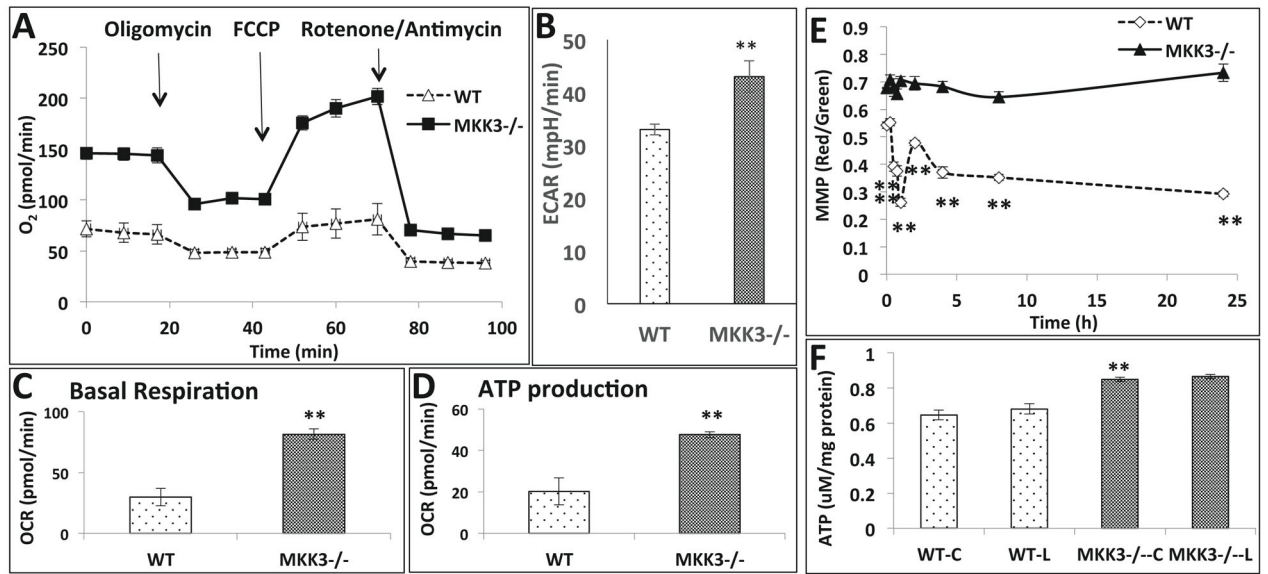 A
Oligomycin FCCP Rotenone/Antimycin
250
200
150
100
50
0
O2 (pmol/min)
WT
MKK3-/-
0 20 40 60 80 100
Time (min)
B
50
40
30
20
10
0
ECAR (mpH/min)
**
WT MKK3-/-
C Basal Respiration
100
50
0
OCR (pmol/min)
**
WT MKK3-/-
D ATP production
60
40
20
0
OCR (pmol/min)
**
WT MKK3-/-
E
WT
MKK3-/-
0.9
0.8
0.7
0.6
0.5
0.4
0.3
0.2
0.1
0
MMP (Red/Green)
**
**
**
**
**
**
**
0 5 10 15 20 25
Time (h)
F
1
0.8
0.6
0.4
0.2
0
ATP (uM/mg protein)
**
WT-C WT-L MKK3-/--C MKK3-/--L